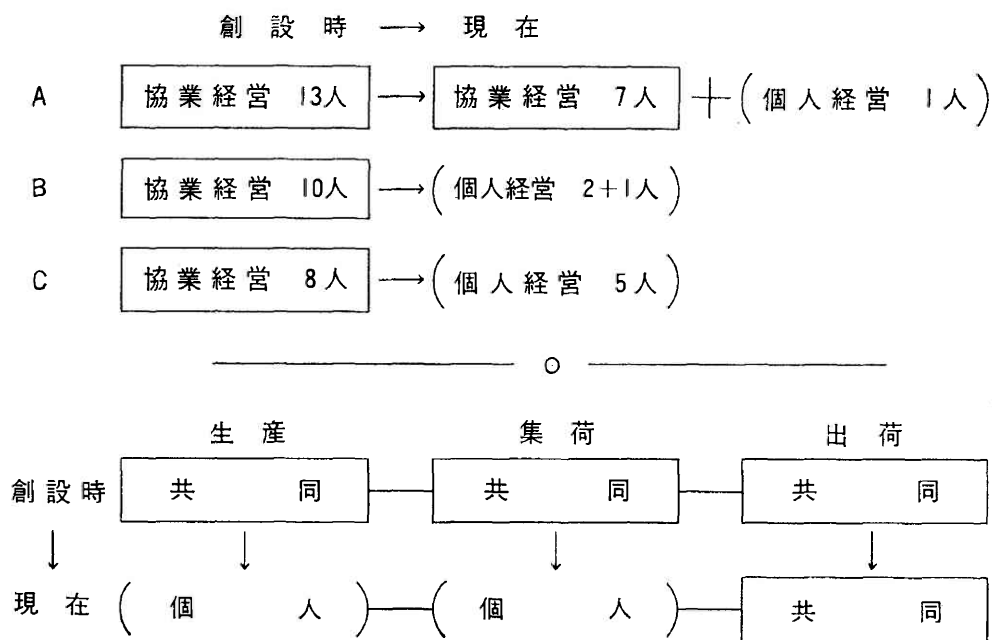 創設時 → 現在
A 協業経営 13人 → 協業経営 7人 + (個人経営 1人)
B 協業経営 10人 → (個人経営 2+1人)
C 協業経営 8人 → (個人経営 5人)
生産 集荷 出荷
創設時 共同 共同 共同
現在 (個人) (個人) 共同